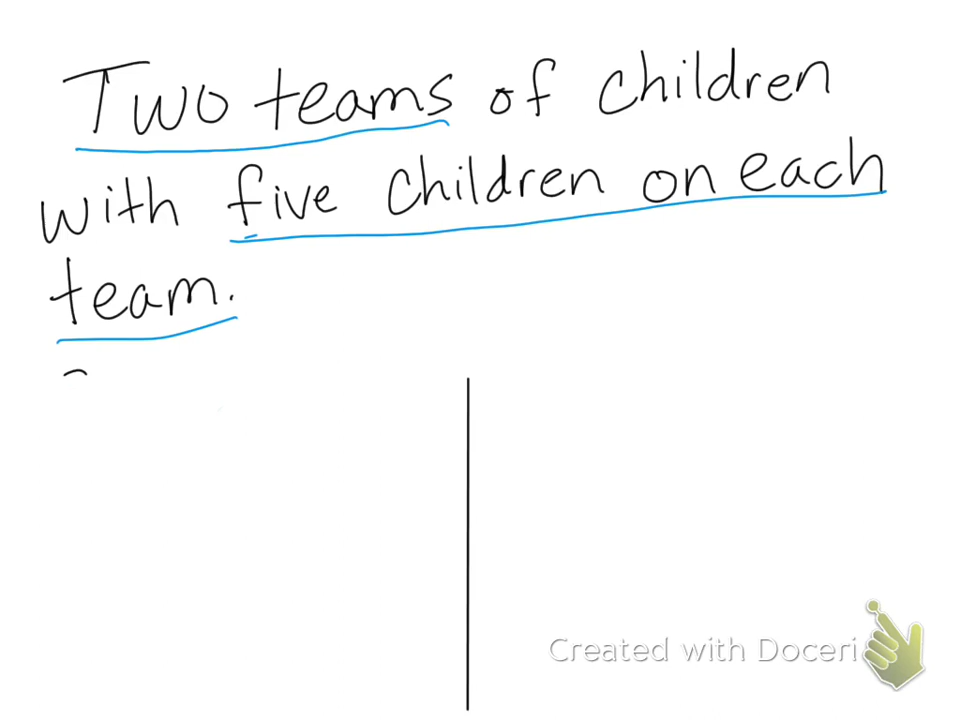 Two teams of children
with five children on each
team.
Created with Doceri